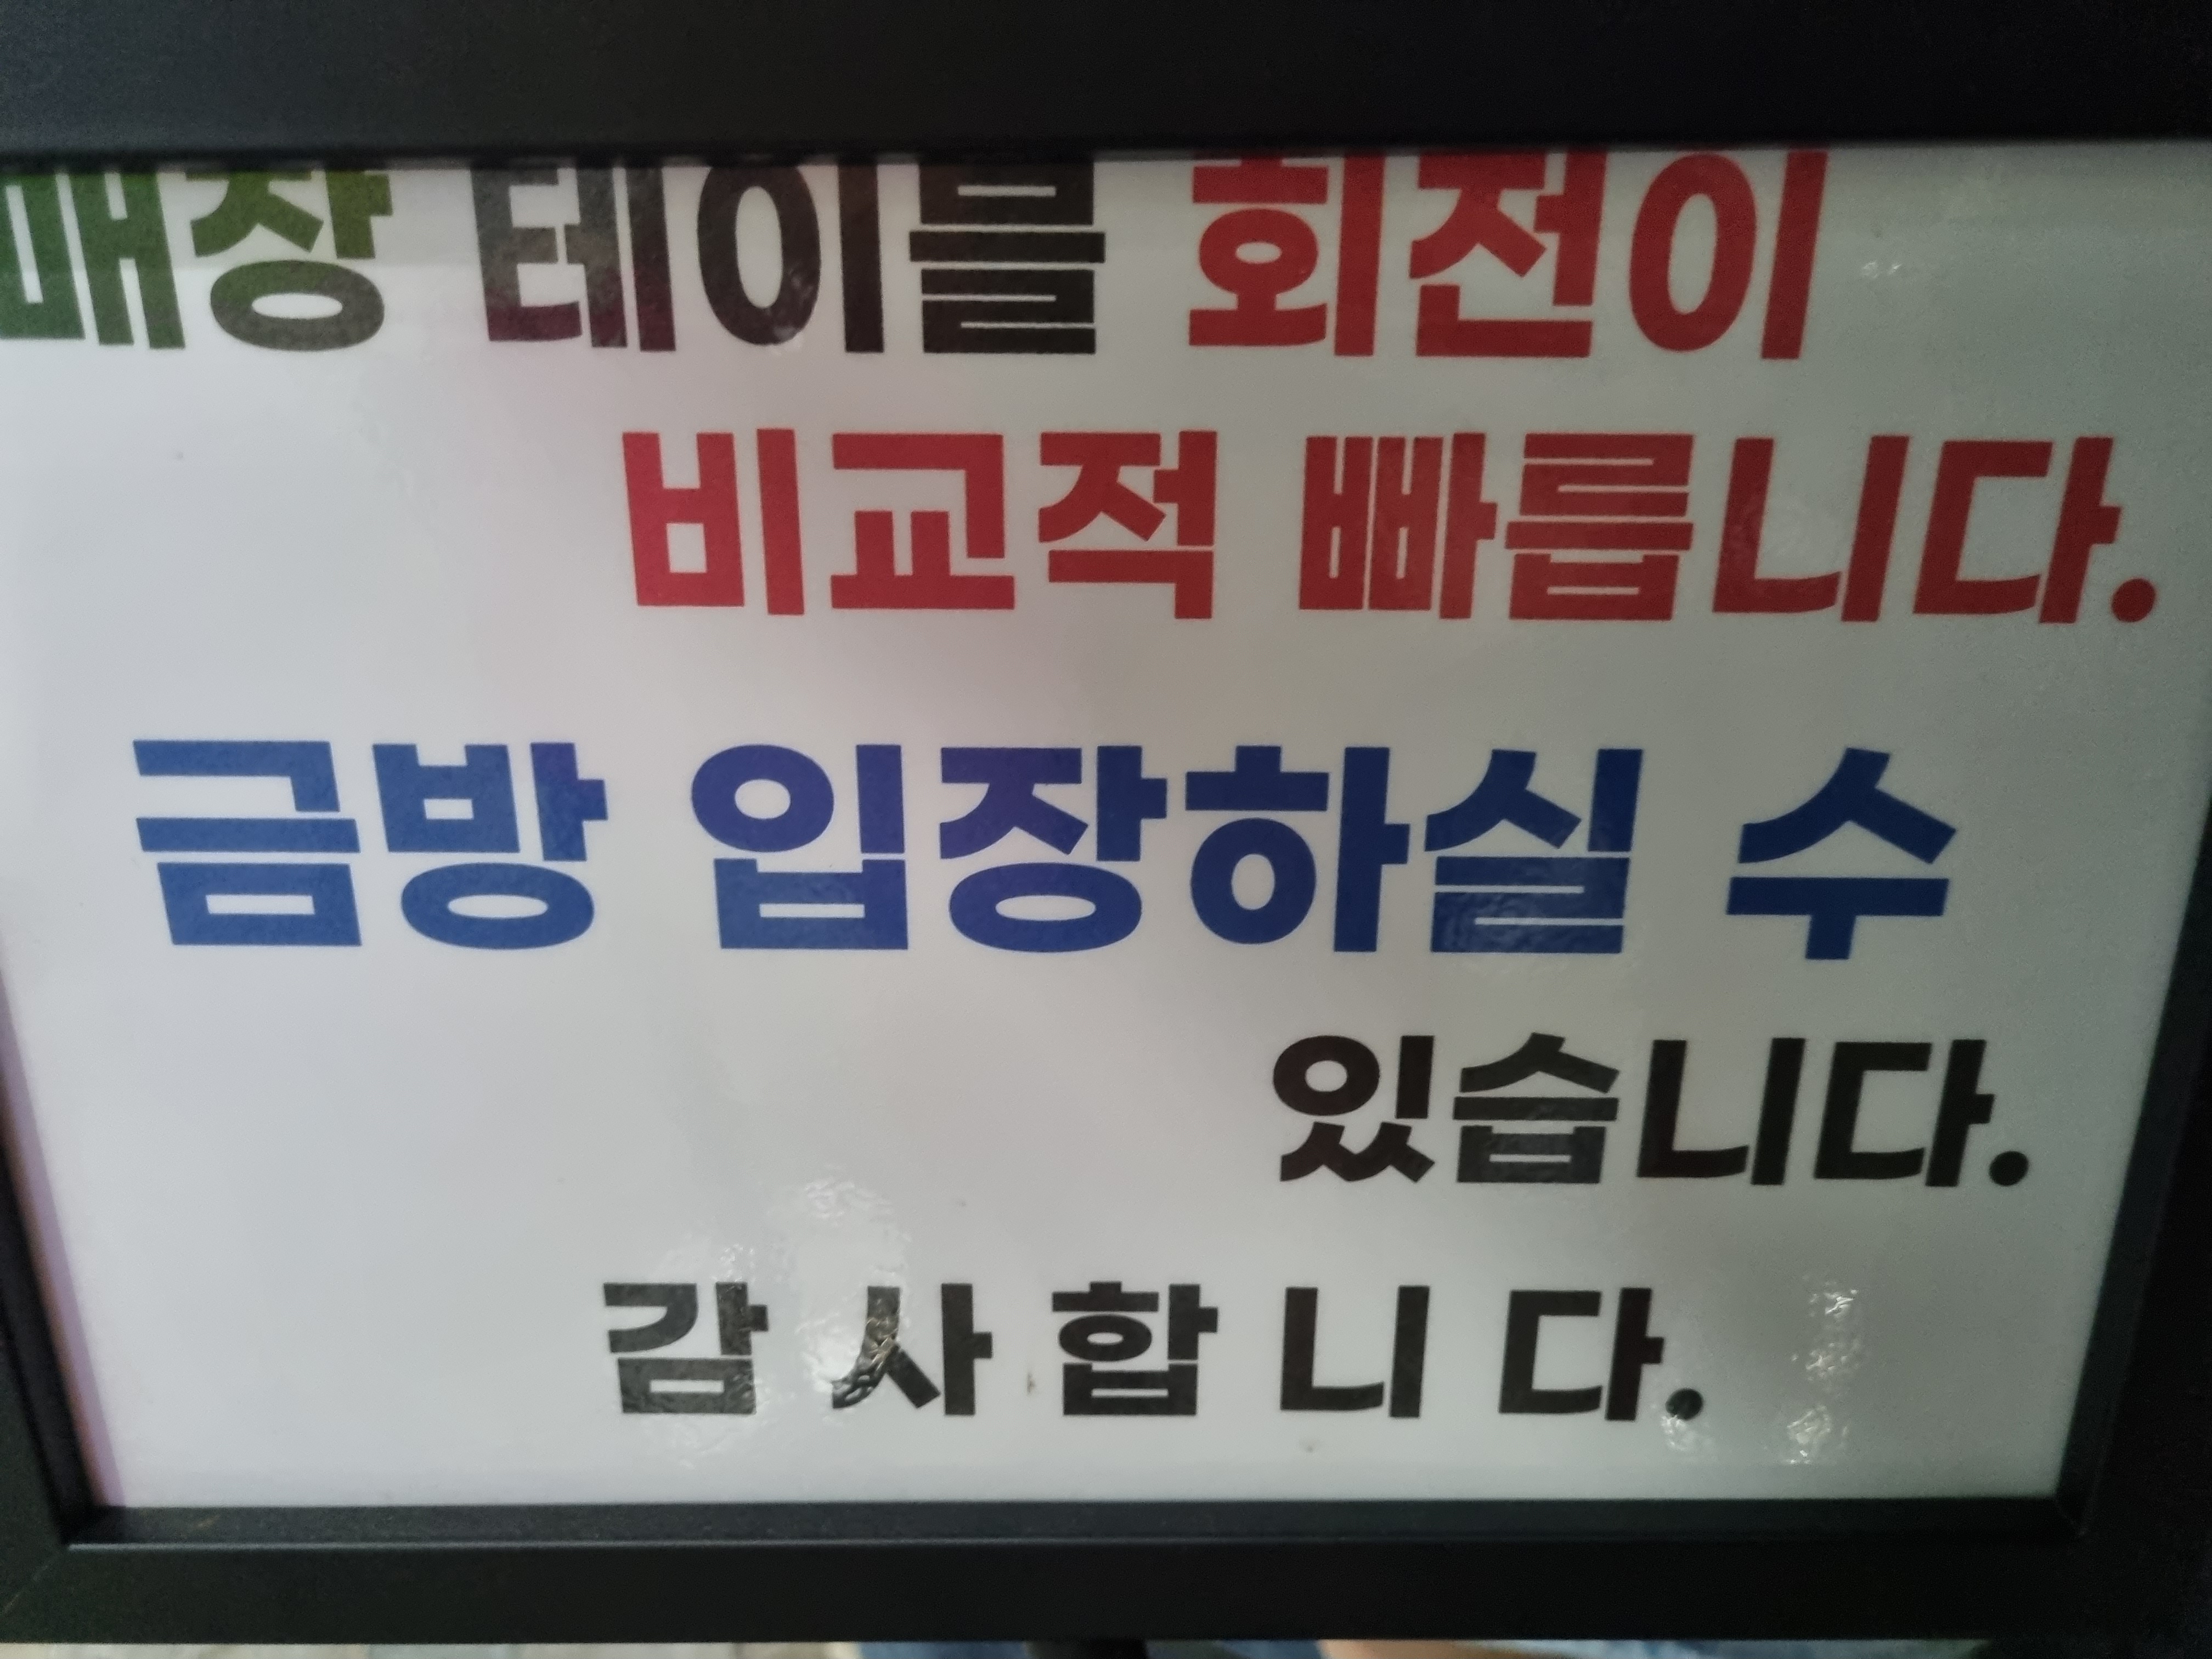 매장 테이블 회전이
비교적 빠릅니다.
금방 입장하실 수
있습니다.
감 사 합 니 다.